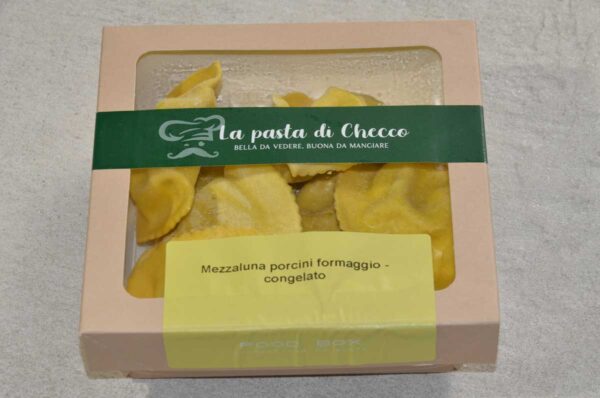 La pasta di Checco
BELLA DA VEDERE, BUONA DA MANGIARE
Mezzaluna porcini formaggio -
congelato
FOOD BOX